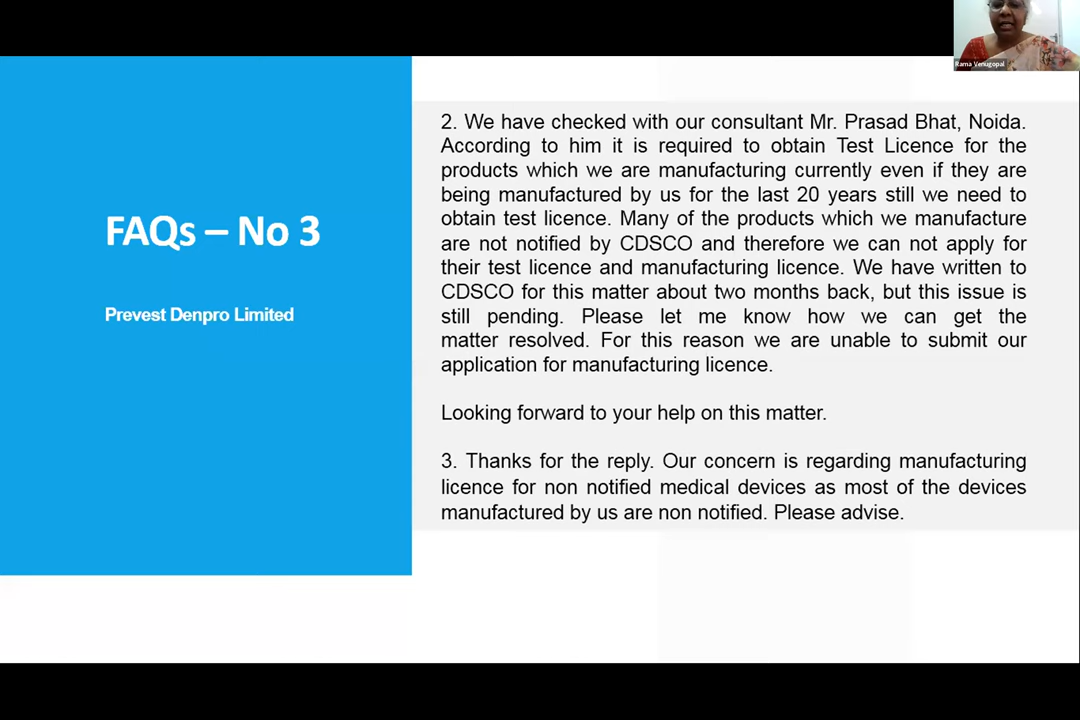 Rama Venugopal
FAQs – No 3
Prevest Denpro Limited
2. We have checked with our consultant Mr. Prasad Bhat, Noida.
According to him it is required to obtain Test Licence for the
products which we are manufacturing currently even if they are
being manufactured by us for the last 20 years still we need to
obtain test licence. Many of the products which we manufacture
are not notified by CDSCO and therefore we can not apply for
their test licence and manufacturing licence. We have written to
CDSCO for this matter about two months back, but this issue is
still pending. Please let me know how we can get the
matter resolved. For this reason we are unable to submit our
application for manufacturing licence.
Looking forward to your help on this matter.
3. Thanks for the reply. Our concern is regarding manufacturing
licence for non notified medical devices as most of the devices
manufactured by us are non notified. Please advise.